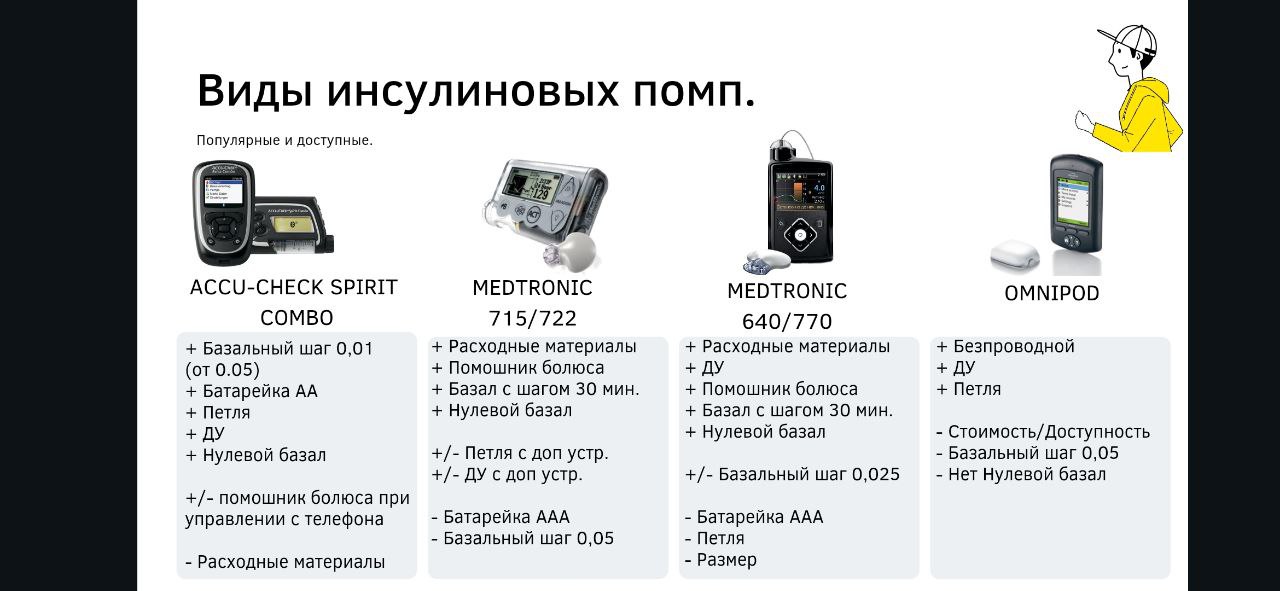 Виды инсулиновых помп.
Популярные и доступные.
ACCU-CHECK SPIRIT
COMBO
+ Базальный шаг 0,01
(от 0.05)
+ Батарейка АА
+ Петля
+ ДУ
+ Нулевой базал
+/- помошник болюса при
управлении с телефона
- Расходные материалы
MEDTRONIC
715/722
+ Расходные материалы
+ Помошник болюса
+ Базал с шагом 30 мин.
+ Нулевой базал
+/- Петля с доп устр.
+/- ДУ с доп устр.
- Батарейка ААА
- Базальный шаг 0,05
MEDTRONIC
640/770
+ Расходные материалы
+ ДУ
+ Помошник болюса
+ Базал с шагом 30 мин.
+ Нулевой базал
+/- Базальный шаг 0,025
- Батарейка ААА
- Петля
- Размер
OMNIPOD
+ Безпроводной
+ ДУ
+ Петля
- Стоимость/Доступность
- Базальный шаг 0,05
- Нет Нулевой базал